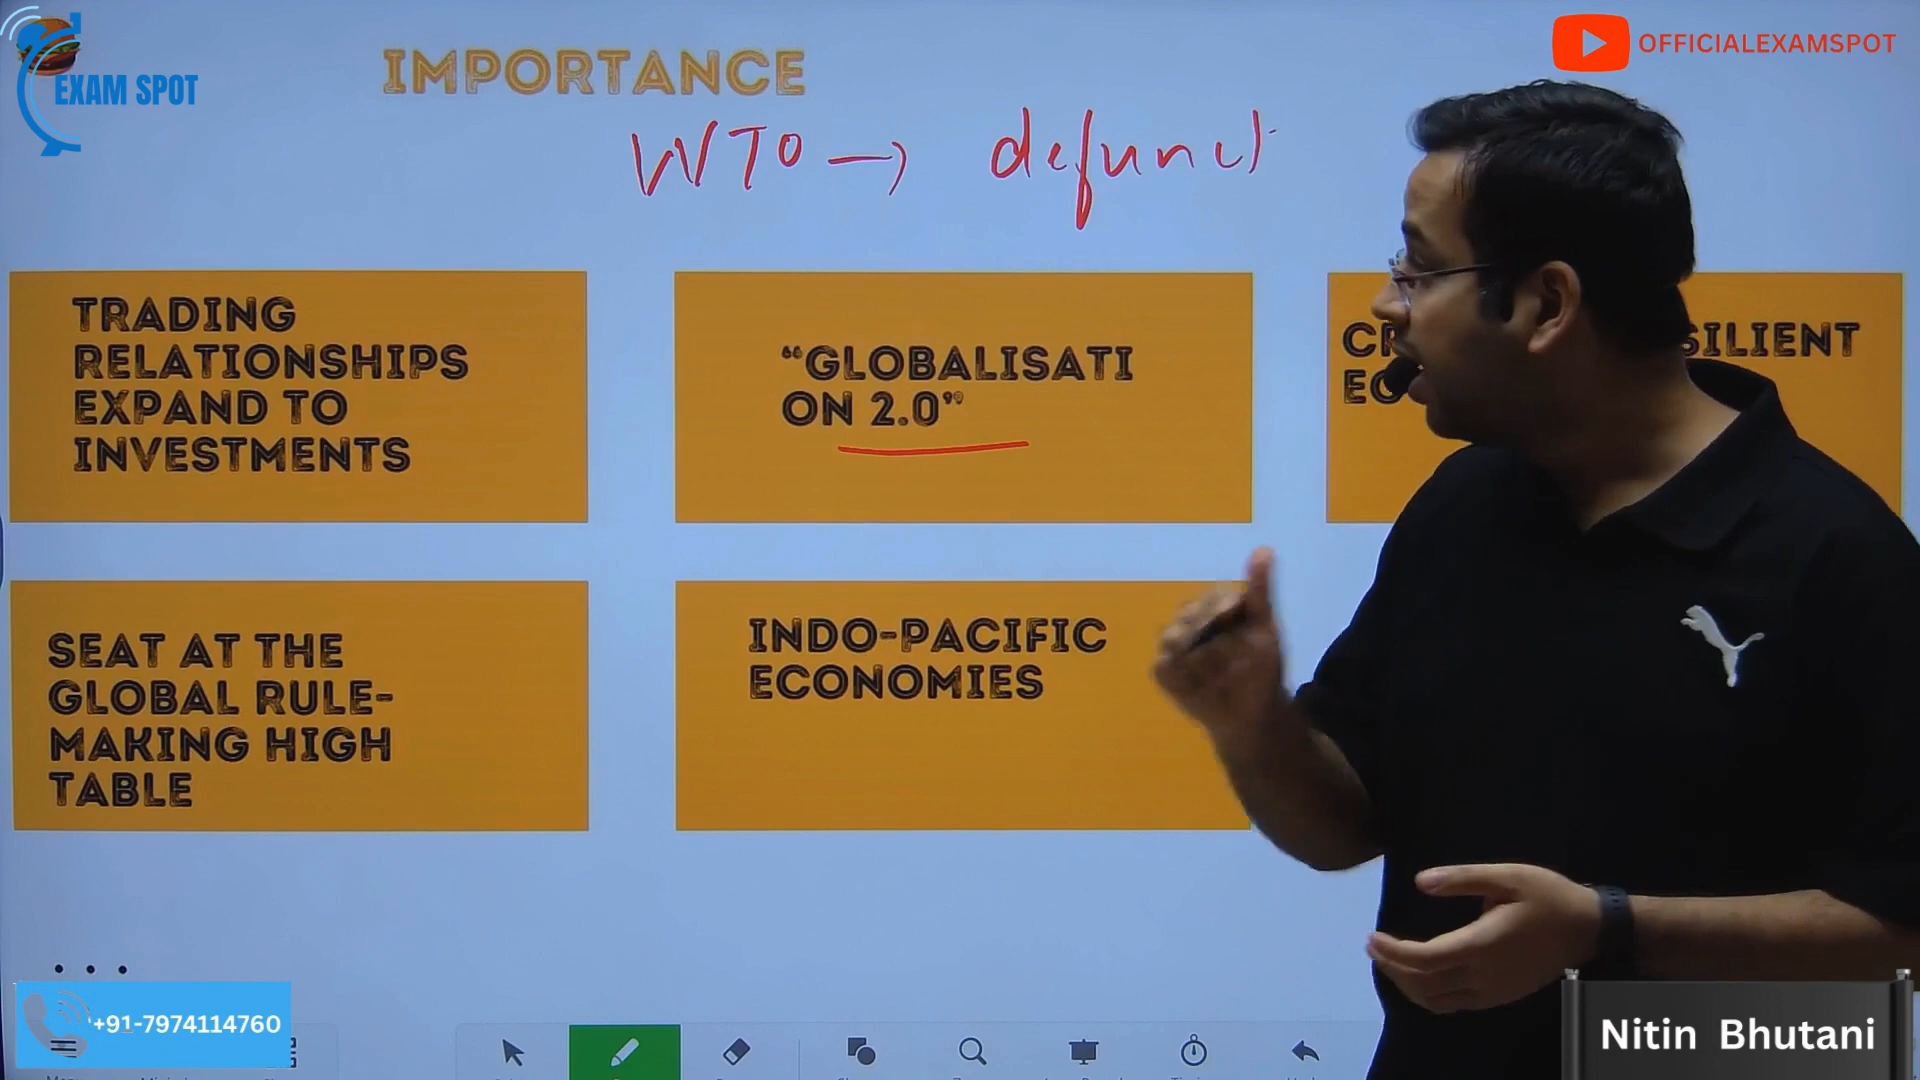 EXAM SPOT
OFFICIALEXAMSPOT
IMPORTANCE
WTO → defunct
TRADING
RELATIONSHIPS
EXPAND TO
INVESTMENTS
“GLOBALISATI
ON 2.0”
SILIENT
SEAT AT THE
GLOBAL RULE-
MAKING HIGH
TABLE
INDO-PACIFIC
ECONOMIES
+91-7974114760
Nitin Bhutani